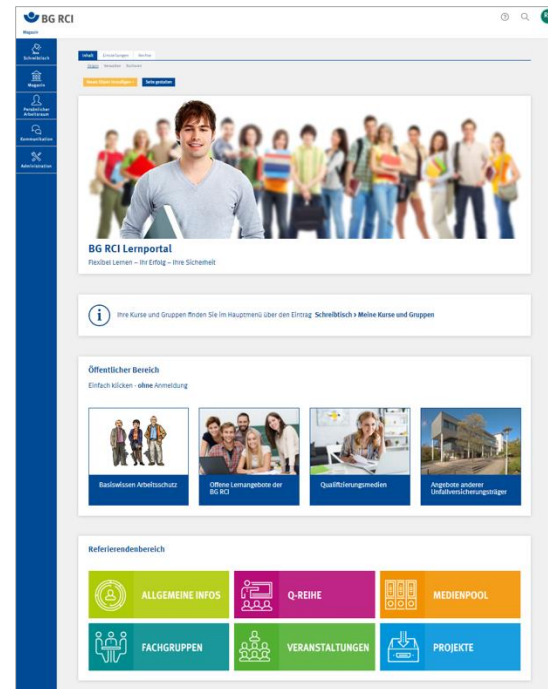 BG RCI
Magazin
Schreibtisch
Magazin
Persönlicher
Arbeitsraum
Kommunikation
Administration
Inhalt Einstellungen Rechte
Zeigen Verwalten Sortieren
Neues Objekt hinzufügen
Seite gestalten
BG RCI Lernportal
Flexibel Lernen – Ihr Erfolg – Ihre Sicherheit
Ihre Kurse und Gruppen finden Sie im Hauptmenü über den Eintrag Schreibtisch > Meine Kurse und Gruppen
Öffentlicher Bereich
Einfach klicken - ohne Anmeldung
Basiswissen Arbeitsschutz
Offene Lernangebote der
BG RCI
Qualifizierungsmedien
Angebote anderer
Unfallversicherungsträger
Referierendenbereich
ALLGEMEINE INFOS
Q-REIHE
MEDIENPOOL
FACHGRUPPEN
VERANSTALTUNGEN
PROJEKTE